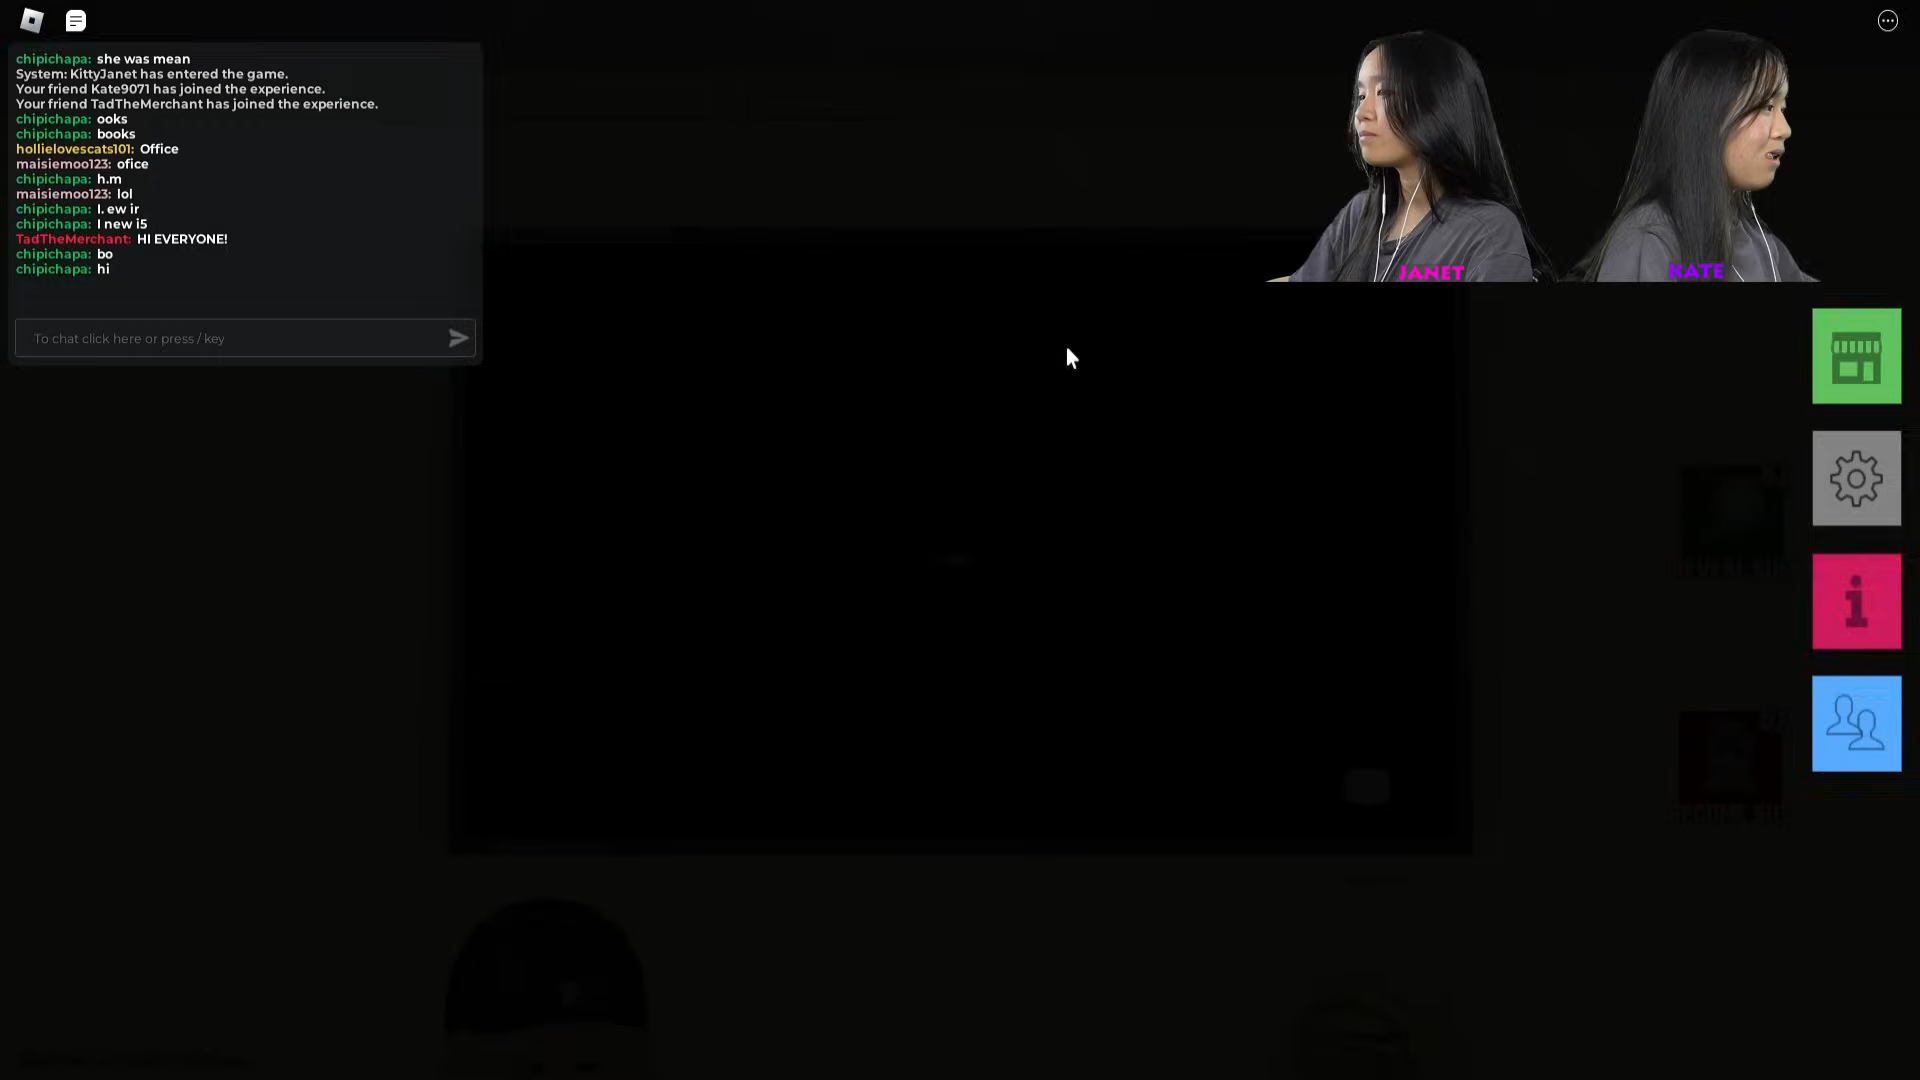 chipichapa: she was mean
System: KittyJanet has entered the game.
Your friend Kate9071 has joined the experience.
Your friend TadTheMerchant has joined the experience.
chipichapa: ooks
chipichapa: books
hollielovescats101: Office
maisiemoo123: ofice
chipichapa: h.m
maisiemoo123: lol
chipichapa: I. ew ir
chipichapa: I new i5
TadTheMerchant: HI EVERYONE!
chipichapa: bo
chipichapa: hi
To chat click here or press / key
JANET
KATE